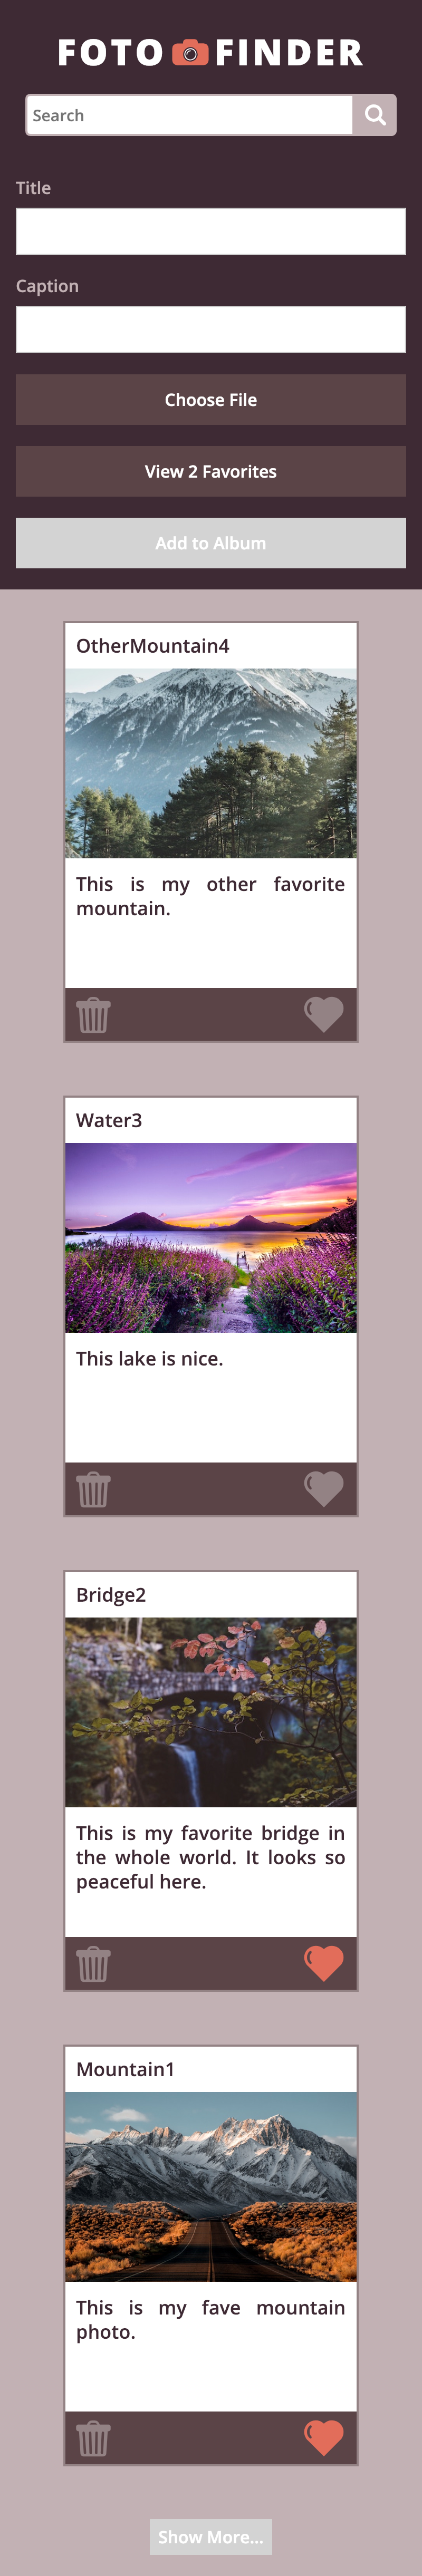 FOTO FINDER
Search
Title
Caption
Choose File
View 2 Favorites
Add to Album
OtherMountain4
This is my other favorite
mountain.
Water3
This lake is nice.
Bridge2
This is my favorite bridge in
the whole world. It looks so
peaceful here.
Mountain1
This is my fave mountain
photo.
Show More...